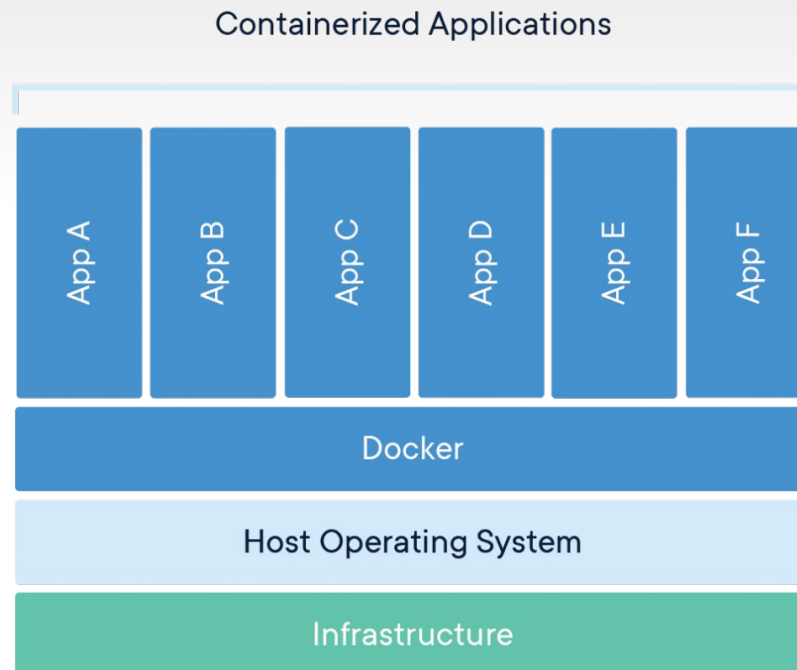 Containerized Applications
App A
App B
App C
App D
App E
App F
Docker
Host Operating System
Infrastructure